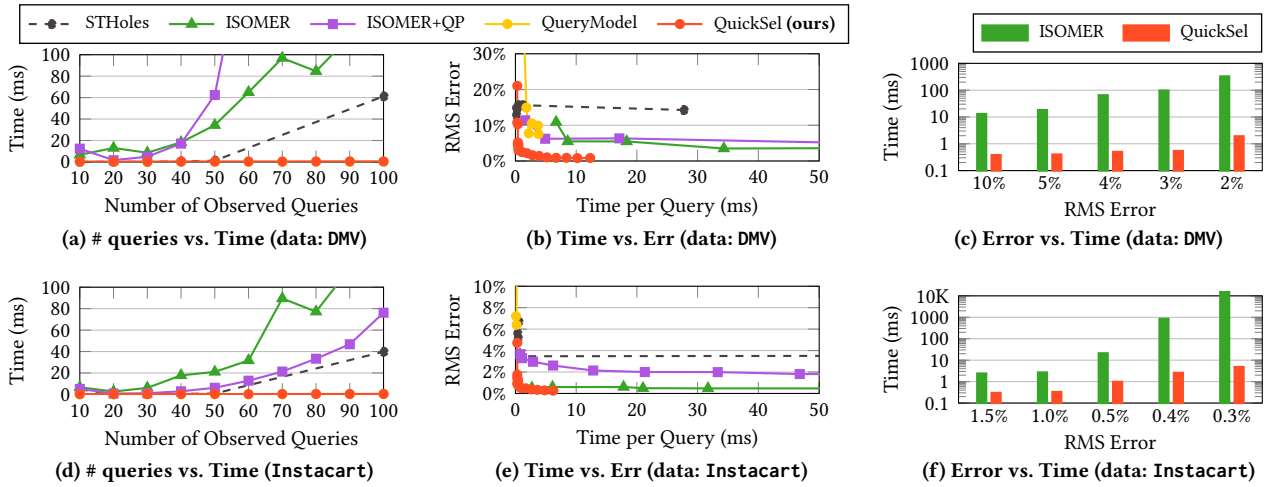 STHoles ISOMER ISOMER+QP QueryModel QuickSel (ours)
ISOMER QuickSel
Time (ms)
100
80
60
40
20
0
10 20 30 40 50 60 70 80 90 100
Number of Observed Queries
(a) # queries vs. Time (data: DMV)
RMS Error
30%
20%
10%
0%
0 10 20 30 40 50
Time per Query (ms)
(b) Time vs. Err (data: DMV)
Time (ms)
1000
100
10
1
0.1
10% 5% 4% 3% 2%
RMS Error
(c) Error vs. Time (data: DMV)
Time (ms)
100
80
60
40
20
0
10 20 30 40 50 60 70 80 90 100
Number of Observed Queries
(d) # queries vs. Time (Instacart)
RMS Error
10%
8%
6%
4%
2%
0%
0 10 20 30 40 50
Time per Query (ms)
(e) Time vs. Err (data: Instacart)
Time (ms)
10K
1000
100
10
1
0.1
1.5% 1.0% 0.5% 0.4% 0.3%
RMS Error
(f) Error vs. Time (data: Instacart)